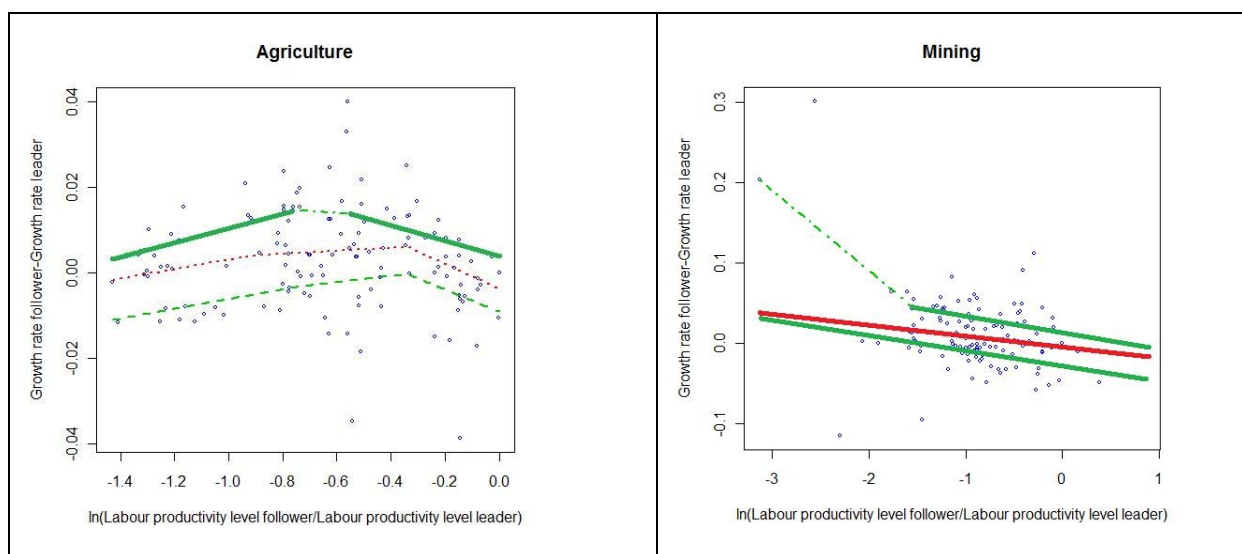 Agriculture
Growth rate follower-Growth rate leader
0.04
0.02
0.00
-0.02
-0.04
-1.4 -1.2 -1.0 -0.8 -0.6 -0.4 -0.2 0.0
ln(Labour productivity level follower/Labour productivity level leader)
Mining
Growth rate follower-Growth rate leader
0.3
0.2
0.1
0.0
-0.1
-3 -2 -1 0 1
ln(Labour productivity level follower/Labour productivity level leader)